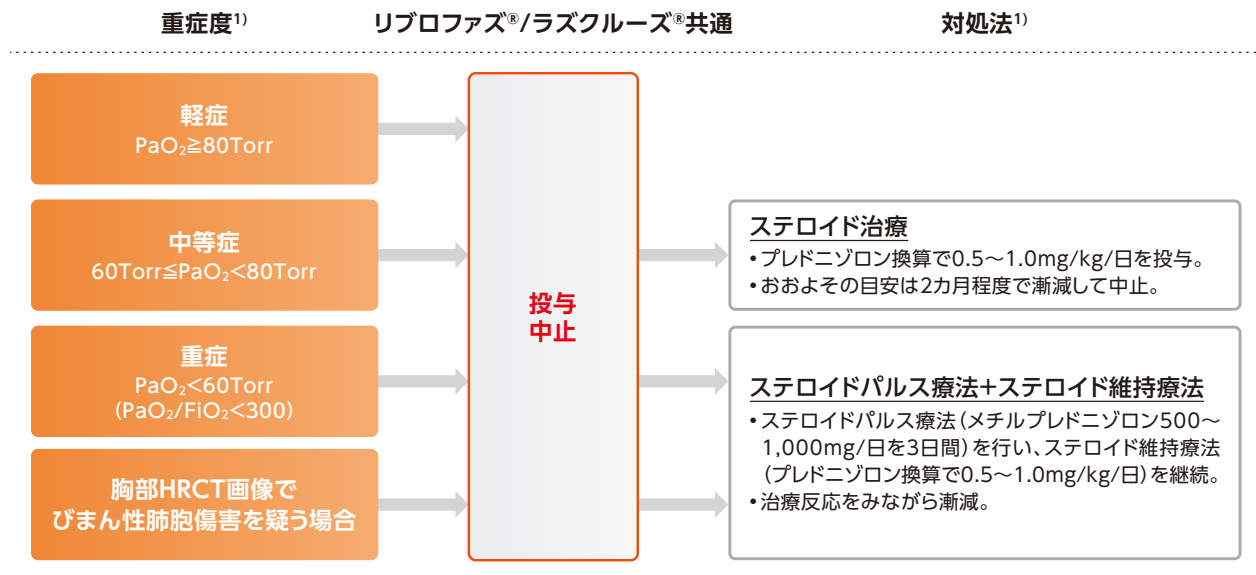 重症度1)
リブロファズ®/ラズクルーズ®共通
対処法1)
軽症
PaO₂≧80Torr
中等症
60Torr≦PaO₂<80Torr
重症
PaO₂<60Torr
(PaO₂/FiO₂<300)
胸部HRCT画像で
びまん性肺胞傷害を疑う場合
投与
中止
ステロイド治療
•プレドニゾロン換算で0.5〜1.0mg/kg/日を投与。
•おおよその目安は2カ月程度で漸減して中止。
ステロイドパルス療法+ステロイド維持療法
•ステロイドパルス療法(メチルプレドニゾロン500〜
1,000mg/日を3日間)を行い、ステロイド維持療法
(プレドニゾロン換算で0.5〜1.0mg/kg/日)を継続。
•治療反応をみながら漸減。